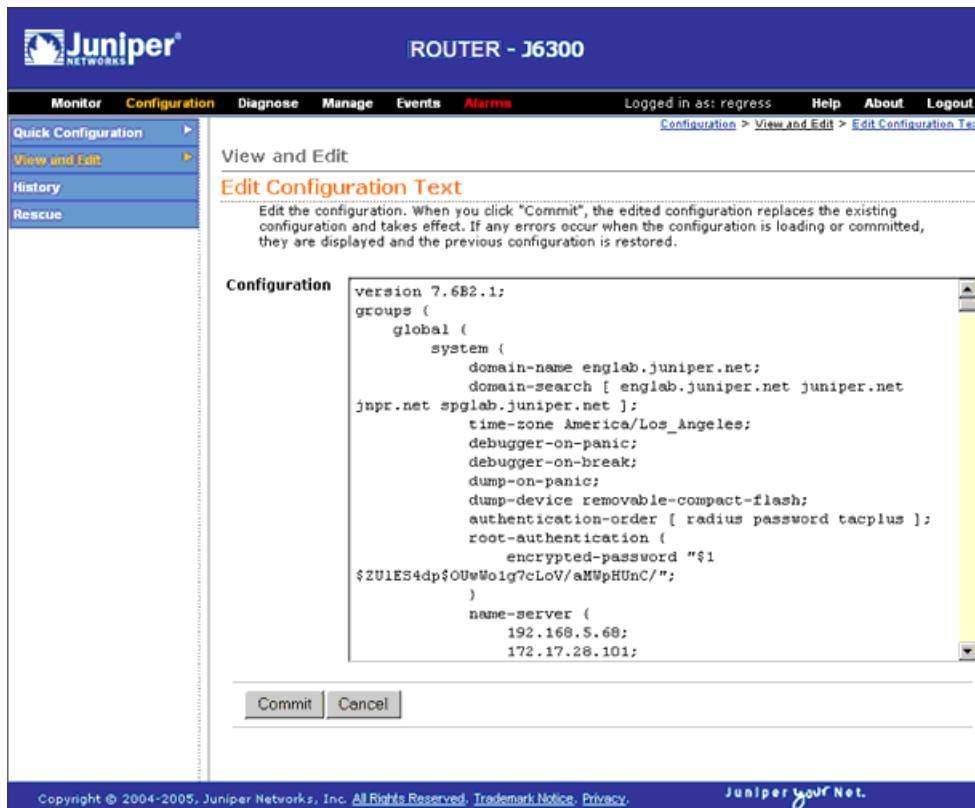 Juniper
NETWORKS
ROUTER - J6300
Monitor Configuration Diagnose Manage Events Alarms Logged in as: regress Help About Logout
Configuration > View and Edit > Edit Configuration Tex
Quick Configuration
View and Edit
History
Rescue
View and Edit
Edit Configuration Text
Edit the configuration. When you click "Commit", the edited configuration replaces the existing
configuration and takes effect. If any errors occur when the configuration is loading or committed,
they are displayed and the previous configuration is restored.
Configuration
version 7.6B2.1;
groups {
global {
system {
domain-name englab.juniper.net;
domain-search [ englab.juniper.net juniper.net
jnpr.net spglab.juniper.net ];
time-zone America/Los_Angeles;
debugger-on-panic;
debugger-on-break;
dump-on-panic;
dump-device removable-compact-flash;
authentication-order [ radius password tacplus ];
root-authentication {
encrypted-password "$1
$ZUlES4dp$OUwWo1g7cLoV/aMWpHUnC/";
}
name-server {
192.168.5.68;
172.17.28.101;
Commit Cancel
Copyright © 2004-2005, Juniper Networks, Inc. All Rights Reserved. Trademark Notice. Privacy.
Juniper your Net.